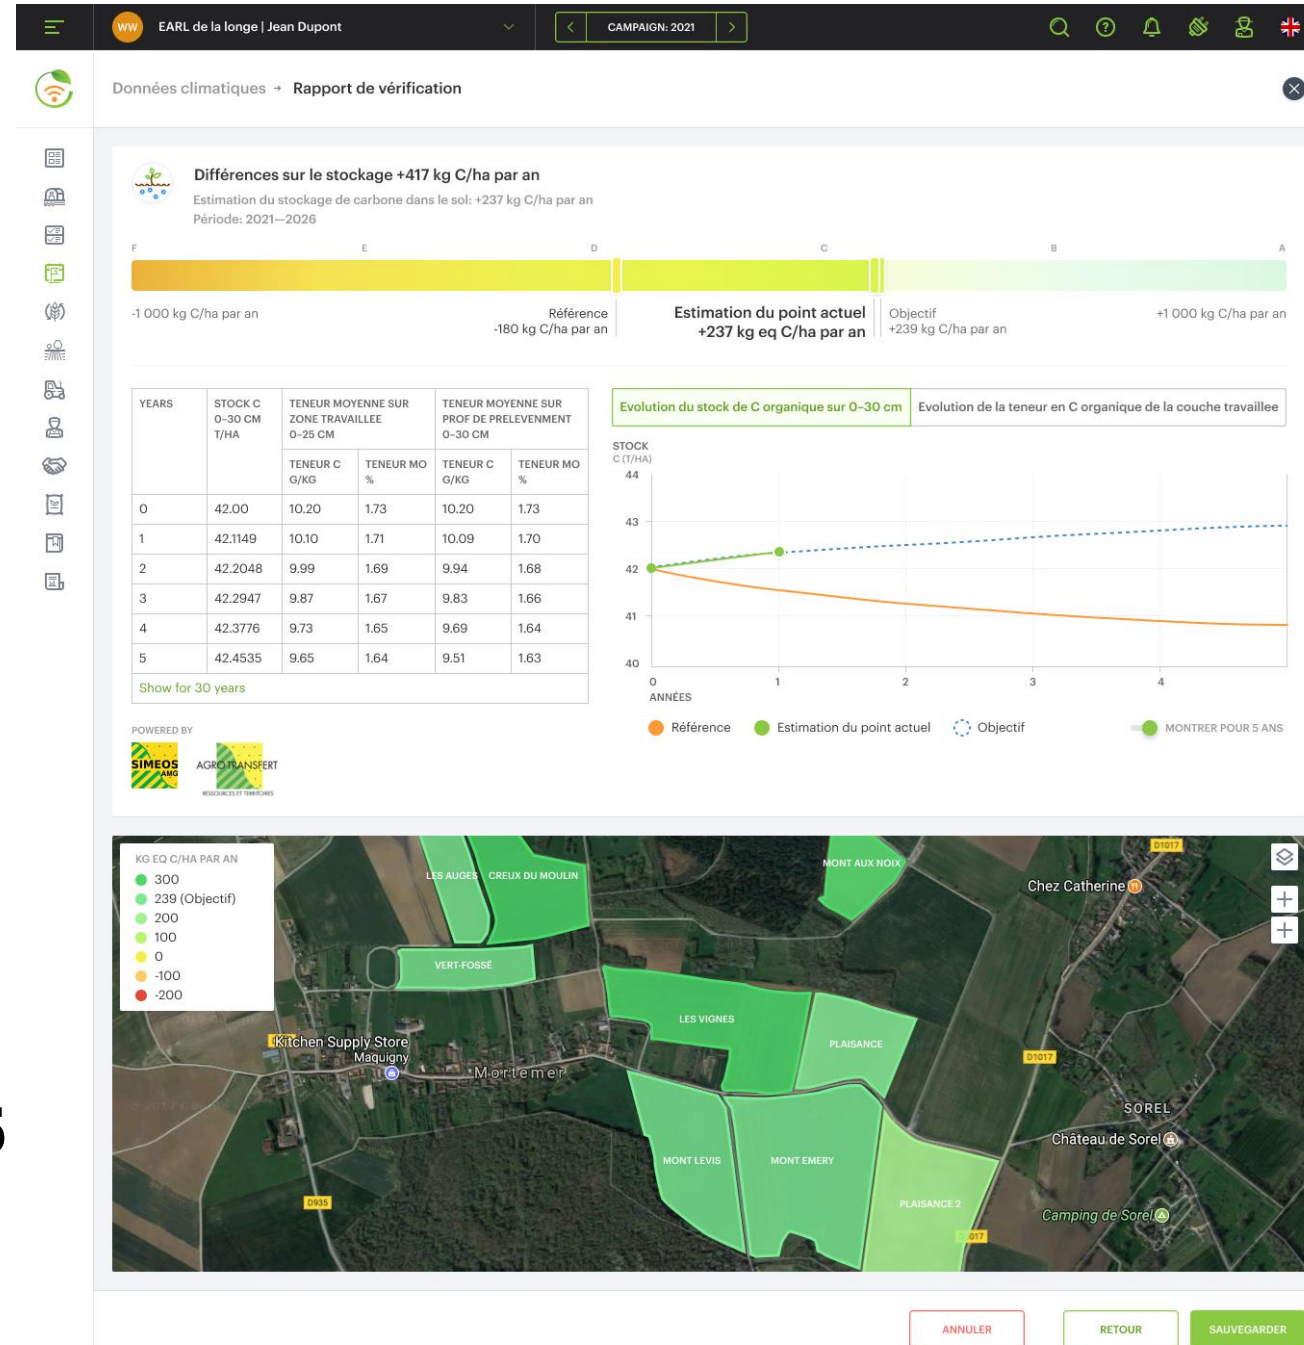 WW EARL de la longe | Jean Dupont
CAMPAIGN: 2021
Données climatiques → Rapport de vérification
Différences sur le stockage +417 kg C/ha par an
Estimation du stockage de carbone dans le sol: +237 kg C/ha par an
Période: 2021—2026
F E D C B A
-1 000 kg C/ha par an
Référence
-180 kg C/ha par an
Estimation du point actuel
+237 kg eq C/ha par an
Objectif
+239 kg C/ha par an
+1 000 kg C/ha par an
YEARS
STOCK C
0–30 CM
T/HA
TENEUR MOYENNE SUR
ZONE TRAVAILLEE
0–25 CM
TENEUR MOYENNE SUR
PROF DE PRELEVENMENT
0–30 CM
TENEUR C
G/KG
TENEUR MO
%
TENEUR C
G/KG
TENEUR MO
%
0 42.00 10.20 1.73 10.20 1.73
1 42.1149 10.10 1.71 10.09 1.70
2 42.2048 9.99 1.69 9.94 1.68
3 42.2947 9.87 1.67 9.83 1.66
4 42.3776 9.73 1.65 9.69 1.64
5 42.4535 9.65 1.64 9.51 1.63
Show for 30 years
POWERED BY
SIMEOS
AMG
AGRO TRANSFERT
RESSOURCES ET TERRITOIRES
Evolution du stock de C organique sur 0–30 cm
Evolution de la teneur en C organique de la couche travaillee
STOCK
C (T/HA)
44
43
42
41
40
0 1 2 3 4
ANNÉES
Référence Estimation du point actuel Objectif MONTRER POUR 5 ANS
KG EQ C/HA PAR AN
300
239 (Objectif)
200
100
0
-100
-200
LES AUGES
CREUX DU MOULIN
MONT AUX NOIX
D1017
Chez Catherine
VERT-FOSSÉ
LES VIGNES
PLAISANCE
Kitchen Supply Store
Maquigny
Mortemer
D1017
SOREL
Château de Sorel
MONT LEVIS
MONT EMERY
PLAISANCE 2
D935
Camping de Sorel
ANNULER
RETOUR
SAUVEGARDER